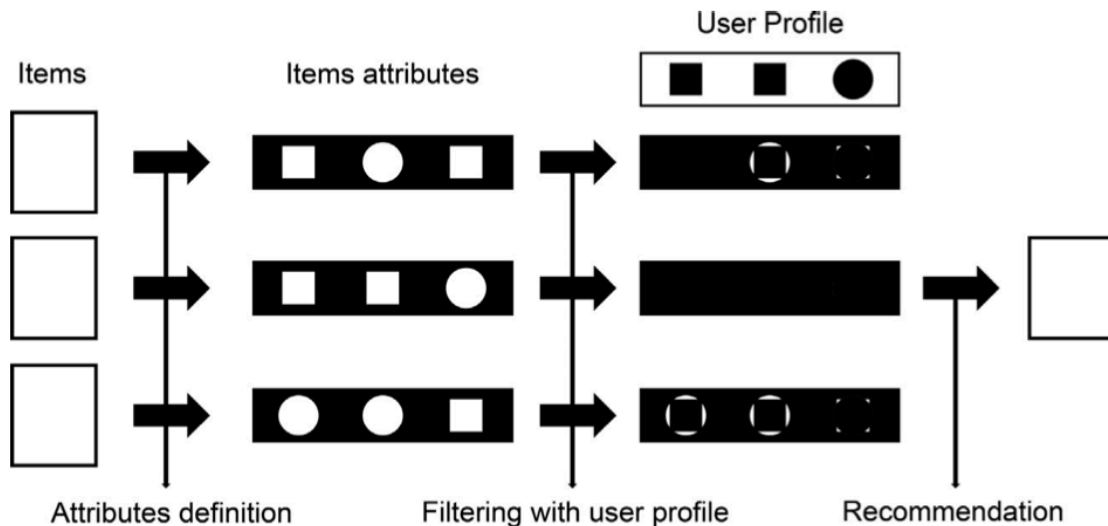 User Profile
Items
Items attributes
Attributes definition
Filtering with user profile
Recommendation